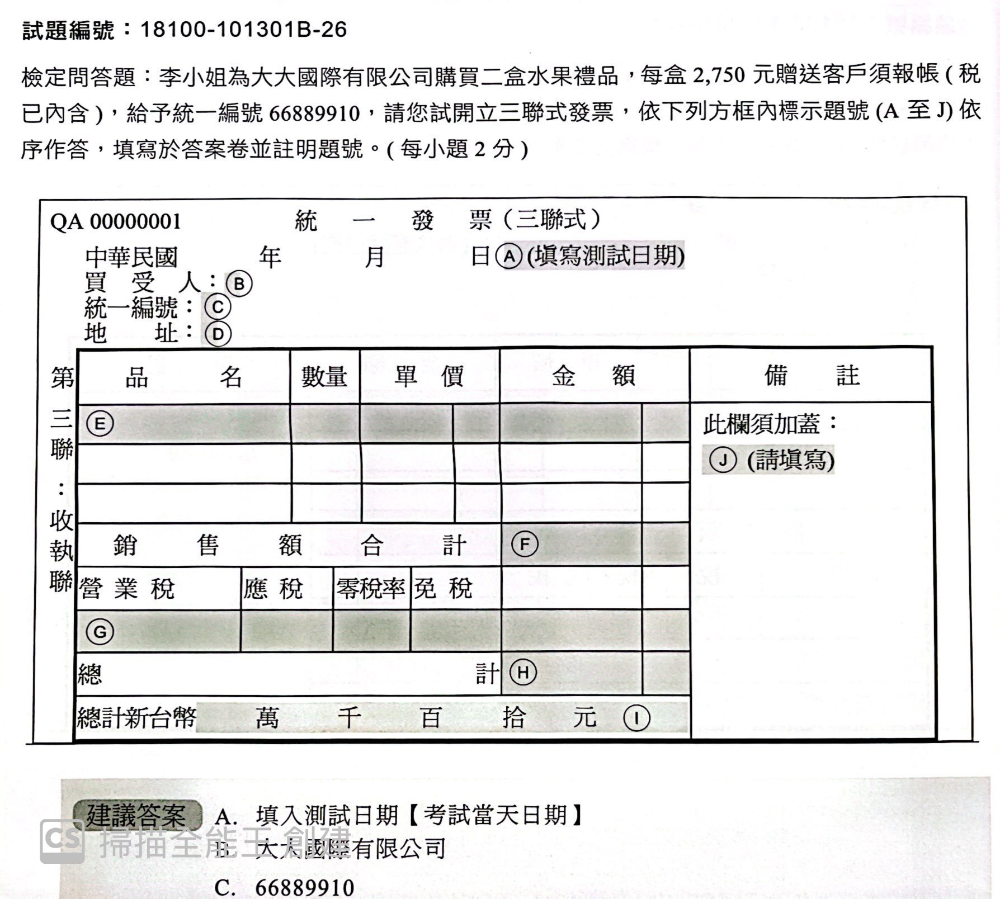 試題編號：18100-101301B-26
檢定問答題：李小姐為大大國際有限公司購買二盒水果禮品，每盒 2,750 元贈送客戶須報帳 ( 稅
已內含 )，給予統一編號 66889910，請您試開立三聯式發票，依下列方框內標示題號 (A 至 J) 依
序作答，填寫於答案卷並註明題號。( 每小題 2 分 )
QA 00000001 統 一 發 票（三聯式）
中華民國 年 月 日 Ⓐ (填寫測試日期)
買 受 人：Ⓑ
統一編號：Ⓒ
地 址：Ⓓ
第三聯：收執聯
品 名 數量 單 價 金 額 備 註
Ⓔ 此欄須加蓋：
Ⓙ (請填寫)
銷 售 額 合 計 Ⓕ
營 業 稅 應 稅 零稅率 免 稅
Ⓖ
總 計 Ⓗ
總計新台幣 萬 千 百 拾 元 Ⓘ
建議答案 A. 填入測試日期【考試當天日期】
B. 大大國際有限公司
CS 掃描全能王 創建
C. 66889910